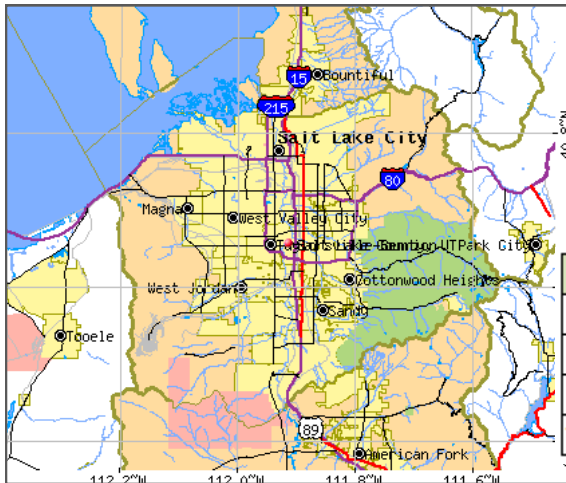 15
Bountiful
215
Salt Lake City
80
Magna
West Valley City
Park City
West Jordan
Cottonwood Heights
Sandy
Tooele
89
American Fork
112.2°W
112.0°W
111.8°W
111.6°W